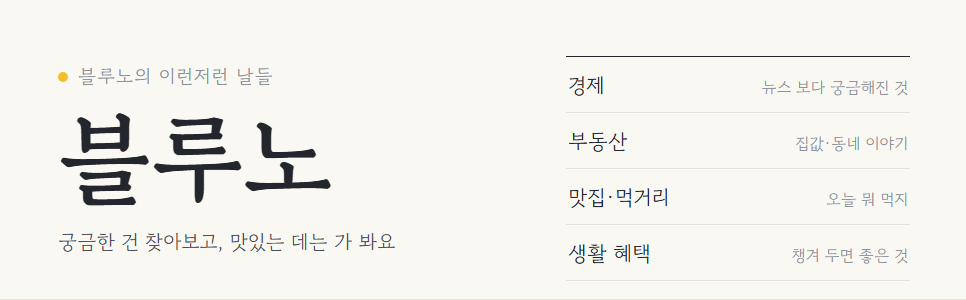 블루노의 이런저런 날들
블루노
궁금한 건 찾아보고, 맛있는 데는 가 봐요
경제 뉴스 보다 궁금해진 것
부동산 집값·동네 이야기
맛집·먹거리 오늘 뭐 먹지
생활 혜택 챙겨 두면 좋은 것